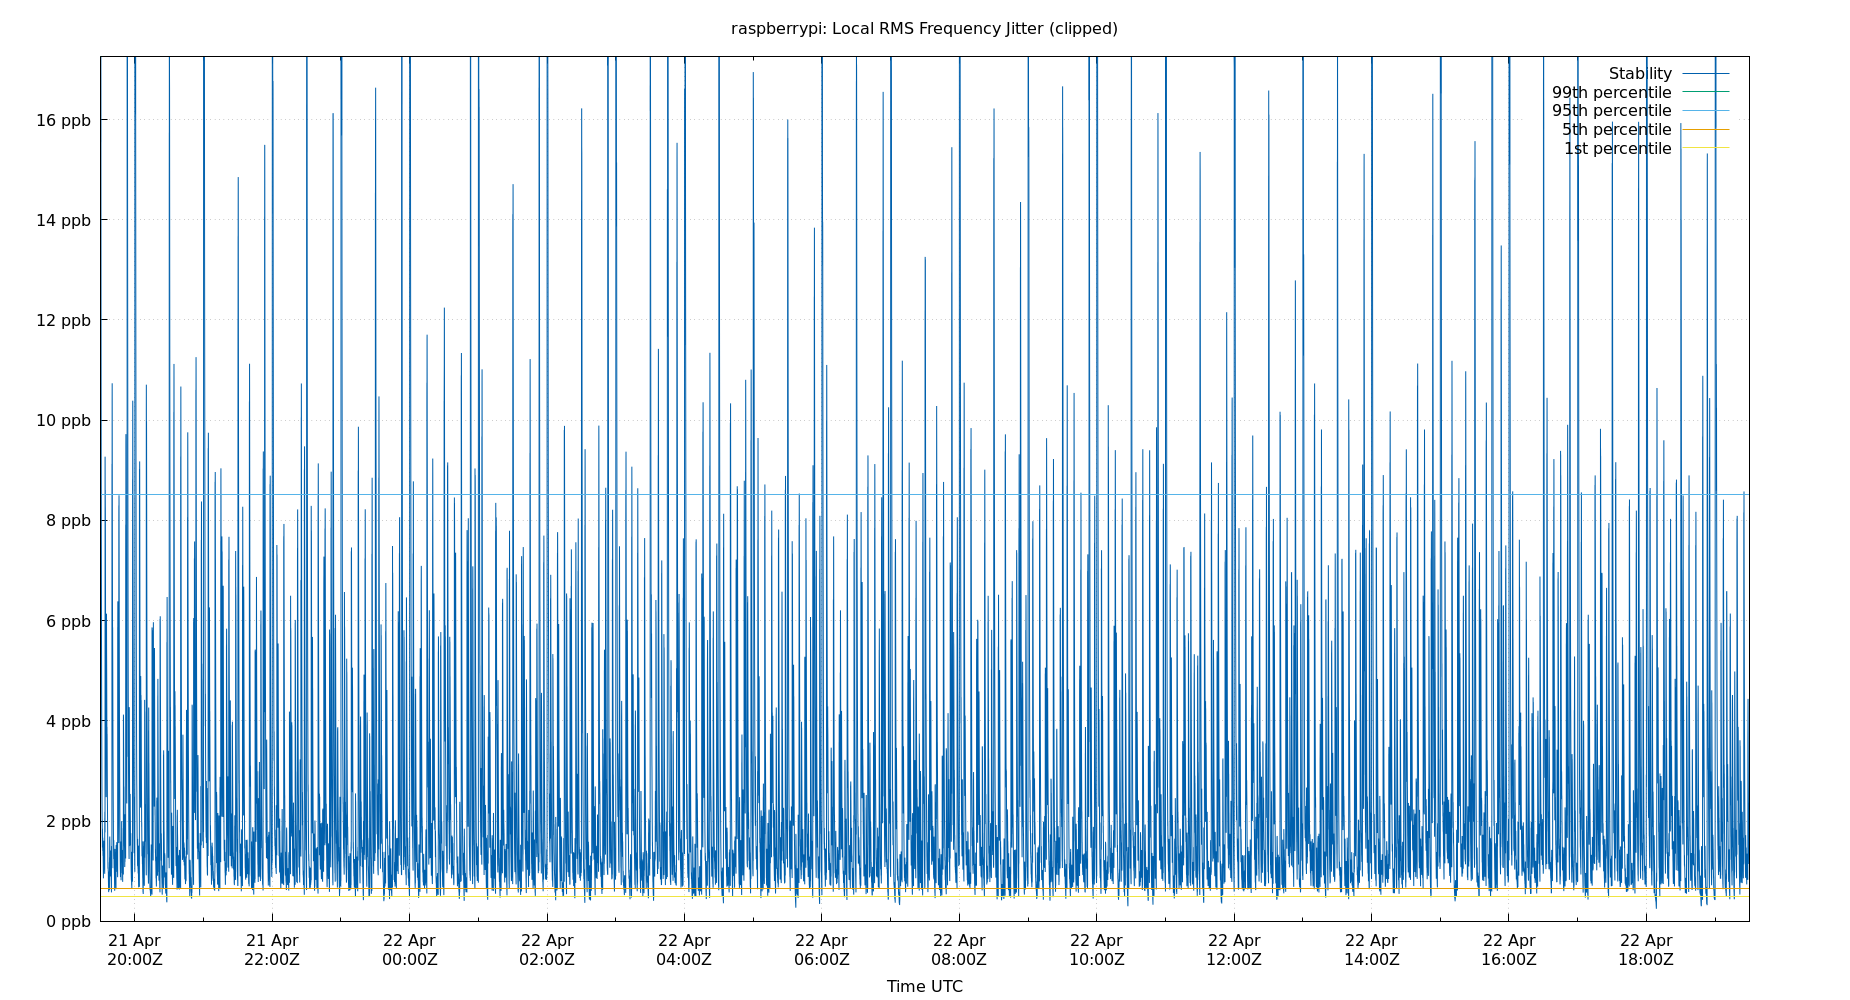 raspberrypi: Local RMS Frequency Jitter (clipped)
Stability
99th percentile
95th percentile
5th percentile
1st percentile
16 ppb
14 ppb
12 ppb
10 ppb
8 ppb
6 ppb
4 ppb
2 ppb
0 ppb
21 Apr 21 Apr 22 Apr 22 Apr 22 Apr 22 Apr 22 Apr 22 Apr 22 Apr 22 Apr 22 Apr 22 Apr
20:00Z 22:00Z 00:00Z 02:00Z 04:00Z 06:00Z 08:00Z 10:00Z 12:00Z 14:00Z 16:00Z 18:00Z
Time UTC